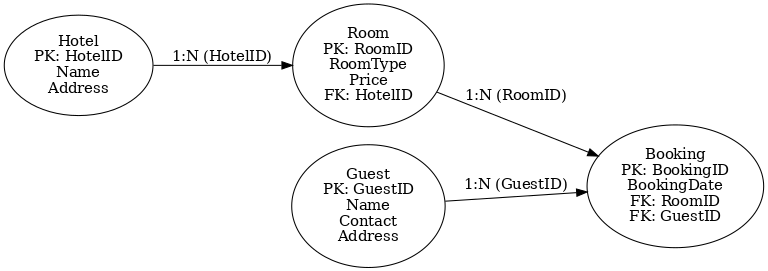 Hotel
PK: HotelID
Name
Address
1:N (HotelID)
Room
PK: RoomID
RoomType
Price
FK: HotelID
1:N (RoomID)
Guest
PK: GuestID
Name
Contact
Address
1:N (GuestID)
Booking
PK: BookingID
BookingDate
FK: RoomID
FK: GuestID